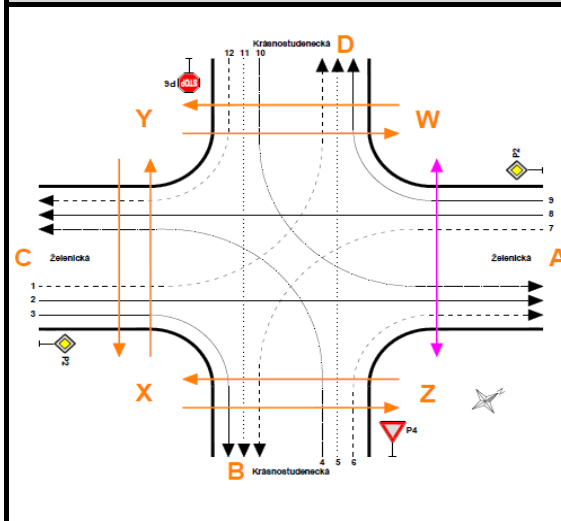 Krásnostudenecká
12 11 10
D
STOP
P6
Y
W
P2
9
8
7
C
Želenická
Želenická
A
1
2
3
P2
X
Z
P4
4 5 6
B
Krásnostudenecká